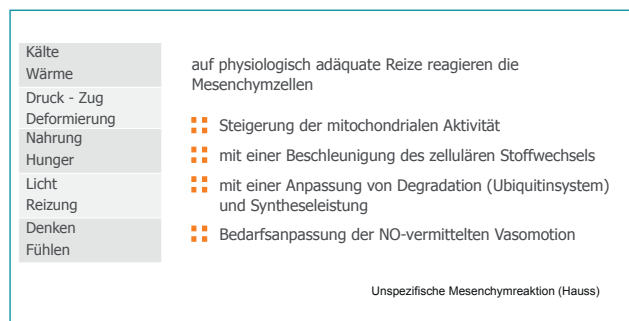 Kälte
Wärme
Druck - Zug
Deformierung
Nahrung
Hunger
Licht
Reizung
Denken
Fühlen
auf physiologisch adäquate Reize reagieren die
Mesenchymzellen
Steigerung der mitochondrialen Aktivität
mit einer Beschleunigung des zellulären Stoffwechsels
mit einer Anpassung von Degradation (Ubiquitinsystem)
und Syntheseleistung
Bedarfsanpassung der NO-vermittelten Vasomotion
Unspezifische Mesenchymreaktion (Hauss)